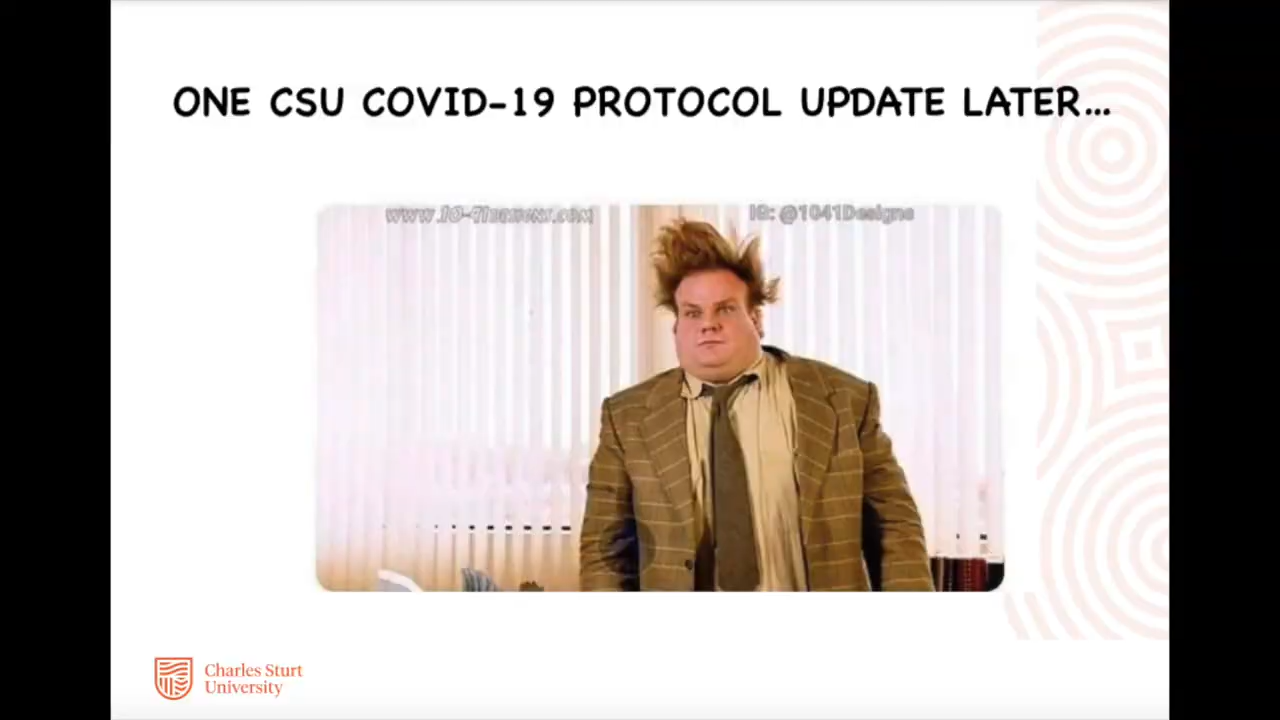 ONE CSU COVID-19 PROTOCOL UPDATE LATER...
IG: @1041Designs
Charles Sturt
University